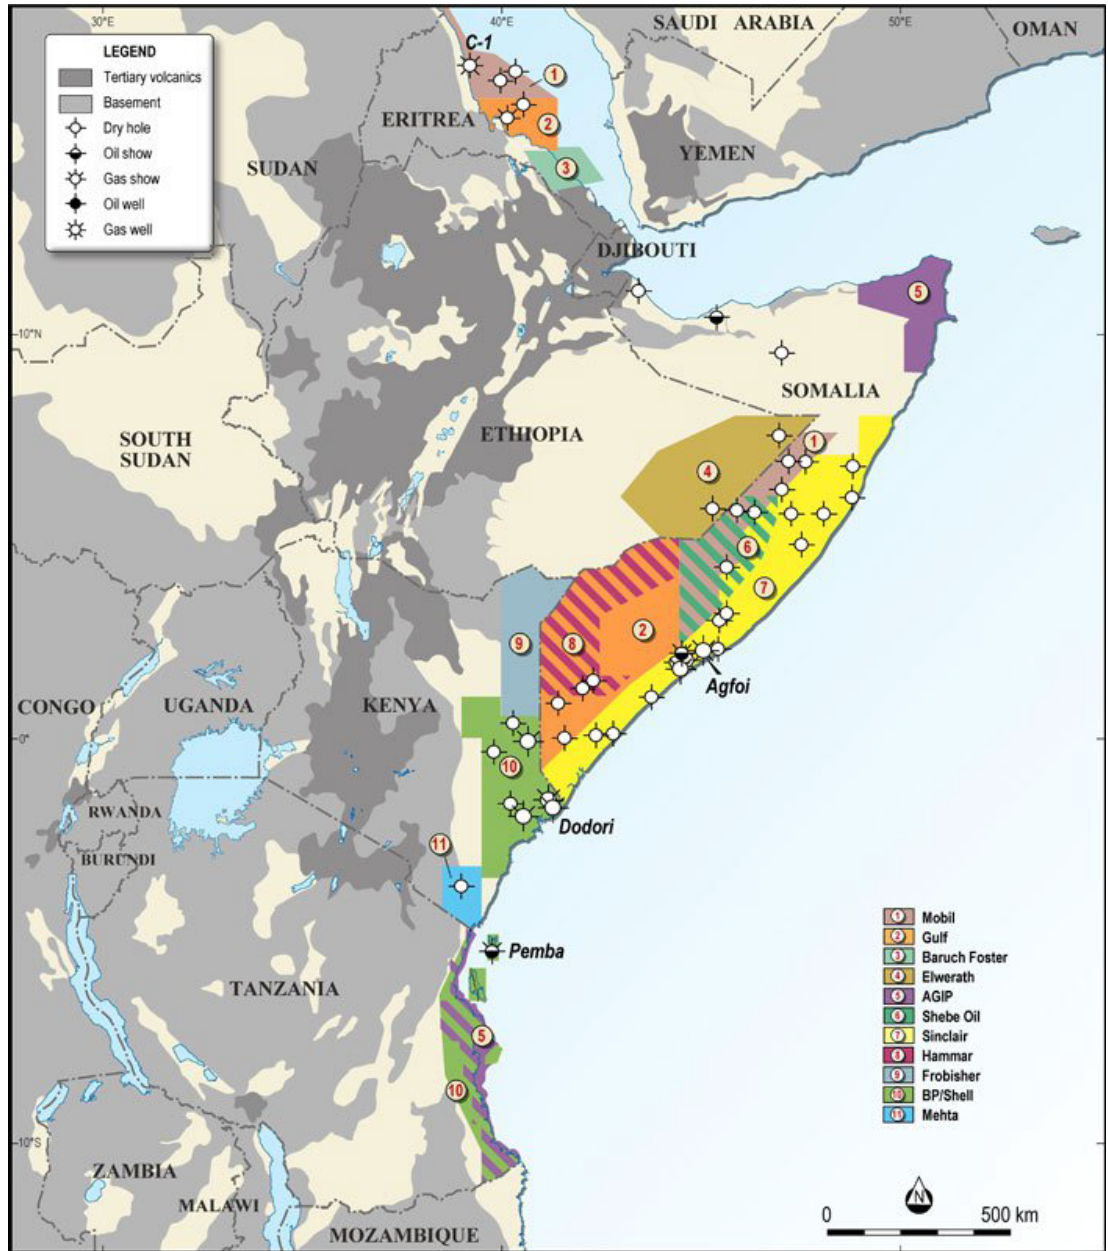 30°E
40°E
50°E
SAUDI ARABIA
OMAN
LEGEND
Tertiary volcanics
Basement
Dry hole
Oil show
Gas show
Oil well
Gas well
C-1
1
ERITREA
2
YEMEN
SUDAN
3
DJIBOUTI
5
10°N
SOMALIA
SOUTH
SUDAN
ETHIOPIA
1
4
6
7
9
8
2
Agfoi
CONGO
UGANDA
KENYA
0°
10
RWANDA
Dodori
BURUNDI
11
Pemba
TANZANIA
5
10
10°S
ZAMBIA
MALAWI
MOZAMBIQUE
1 Mobil
2 Gulf
3 Baruch Foster
4 Elwerath
5 AGIP
6 Shebe Oil
7 Sinclair
8 Hammar
9 Frobisher
10 BP/Shell
11 Mehta
N
0 500 km